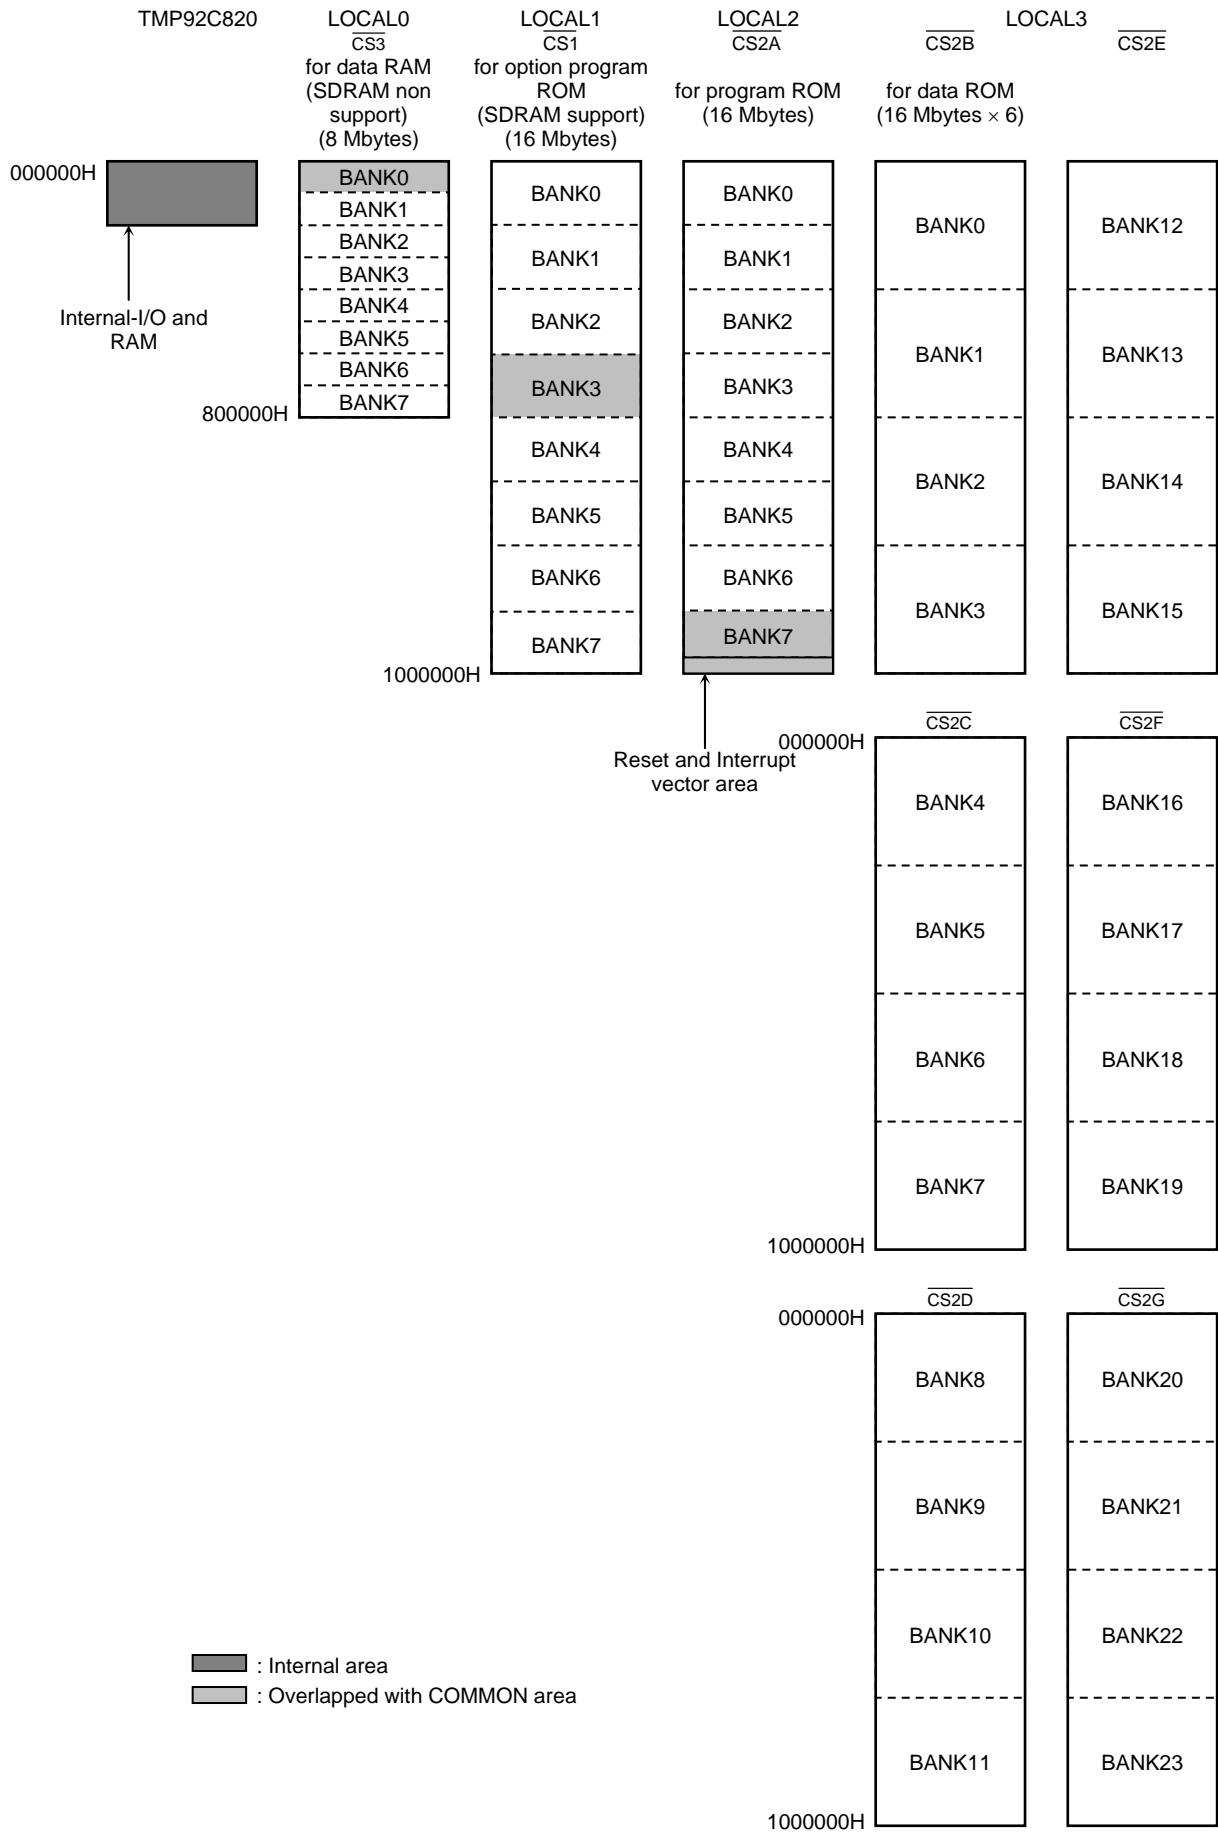 TMP92C820
LOCAL0
CS3
for data RAM
(SDRAM non
support)
(8 Mbytes)
LOCAL1
CS1
for option program
ROM
(SDRAM support)
(16 Mbytes)
LOCAL2
CS2A
for program ROM
(16 Mbytes)
LOCAL3
CS2B
for data ROM
(16 Mbytes × 6)
CS2E
000000H
Internal-I/O and
RAM
BANK0
BANK1
BANK2
BANK3
BANK4
BANK5
BANK6
BANK7
800000H
BANK0
BANK1
BANK2
BANK3
BANK4
BANK5
BANK6
BANK7
1000000H
BANK0
BANK1
BANK2
BANK3
BANK4
BANK5
BANK6
BANK7
Reset and Interrupt
vector area
BANK0
BANK1
BANK2
BANK3
BANK12
BANK13
BANK14
BANK15
CS2C
CS2F
000000H
BANK4
BANK5
BANK6
BANK7
BANK16
BANK17
BANK18
BANK19
1000000H
CS2D
CS2G
000000H
BANK8
BANK9
BANK10
BANK11
BANK20
BANK21
BANK22
BANK23
1000000H
: Internal area
: Overlapped with COMMON area